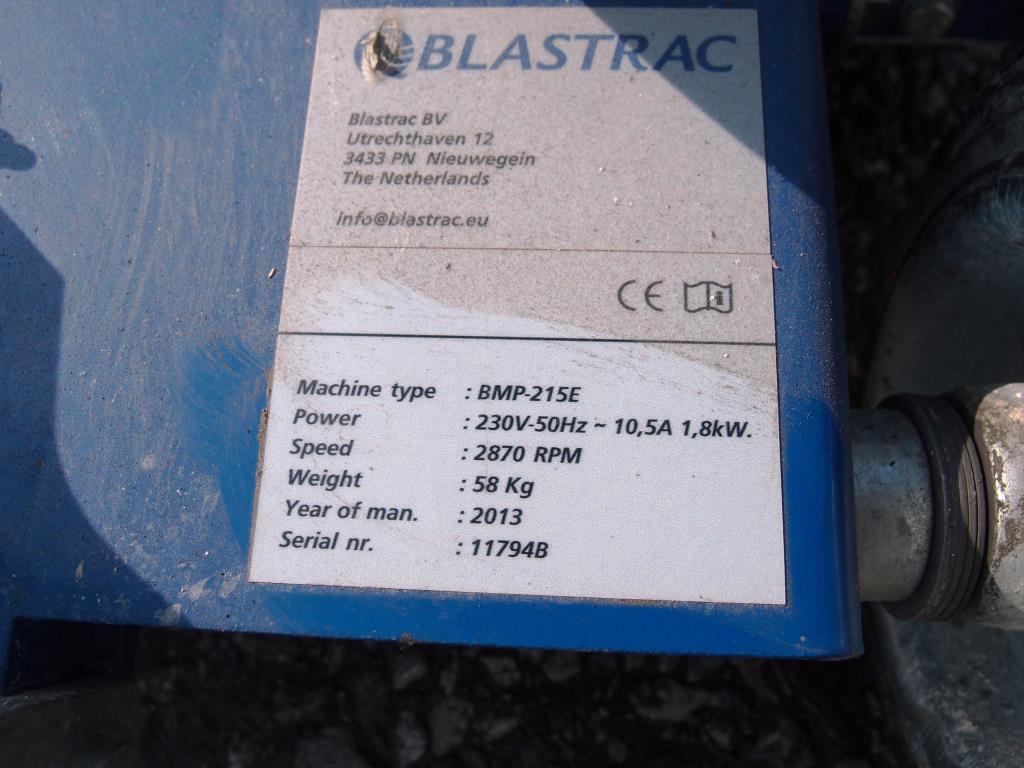 BLASTRAC
Blastrac BV
Utrechthaven 12
3433 PN Nieuwegein
The Netherlands
info@blastrac.eu
CE
Machine type : BMP-215E
Power : 230V-50Hz ~ 10,5A 1,8kW.
Speed : 2870 RPM
Weight : 58 Kg
Year of man. : 2013
Serial nr. : 11794B